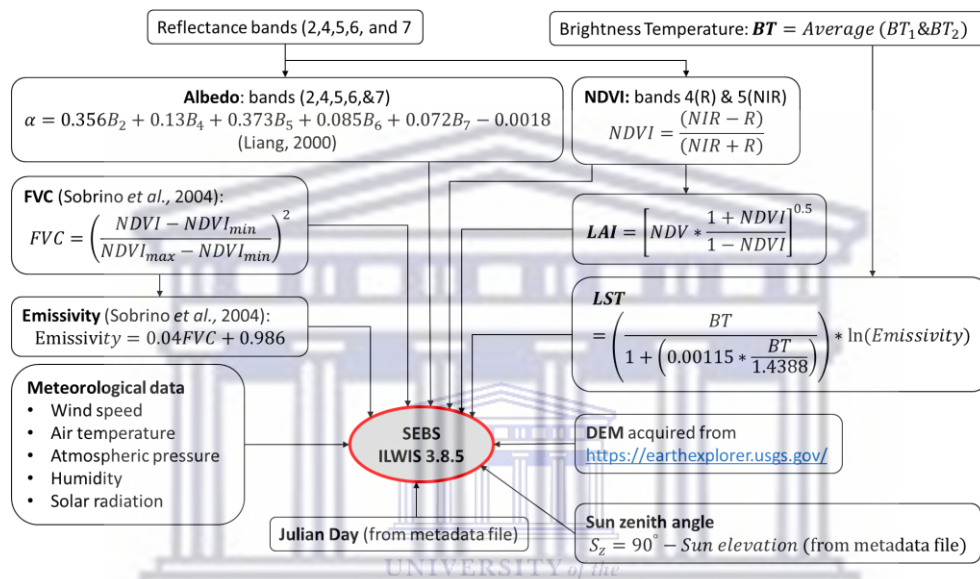 Reflectance bands (2,4,5,6, and 7
Brightness Temperature: BT = Average (BT₁&BT₂)
Albedo: bands (2,4,5,6,&7)
α = 0.356B₂ + 0.13B₄ + 0.373B₅ + 0.085B₆ + 0.072B₇ − 0.0018
(Liang, 2000)
NDVI: bands 4(R) & 5(NIR)
NDVI = (NIR − R) / (NIR + R)
FVC (Sobrino et al., 2004):
FVC = ((NDVI − NDVI_min) / (NDVI_max − NDVI_min))²
LAI = [NDV * (1 + NDVI) / (1 − NDVI)]^0.5
Emissivity (Sobrino et al., 2004):
Emissivity = 0.04FVC + 0.986
LST
= (BT / (1 + (0.00115 * BT / 1.4388))) * ln(Emissivity)
Meteorological data
• Wind speed
• Air temperature
• Atmospheric pressure
• Humidity
• Solar radiation
SEBS
ILWIS 3.8.5
DEM acquired from
https://earthexplorer.usgs.gov/
Julian Day (from metadata file)
Sun zenith angle
S_z = 90° − Sun elevation (from metadata file)
UNIVERSITY of the